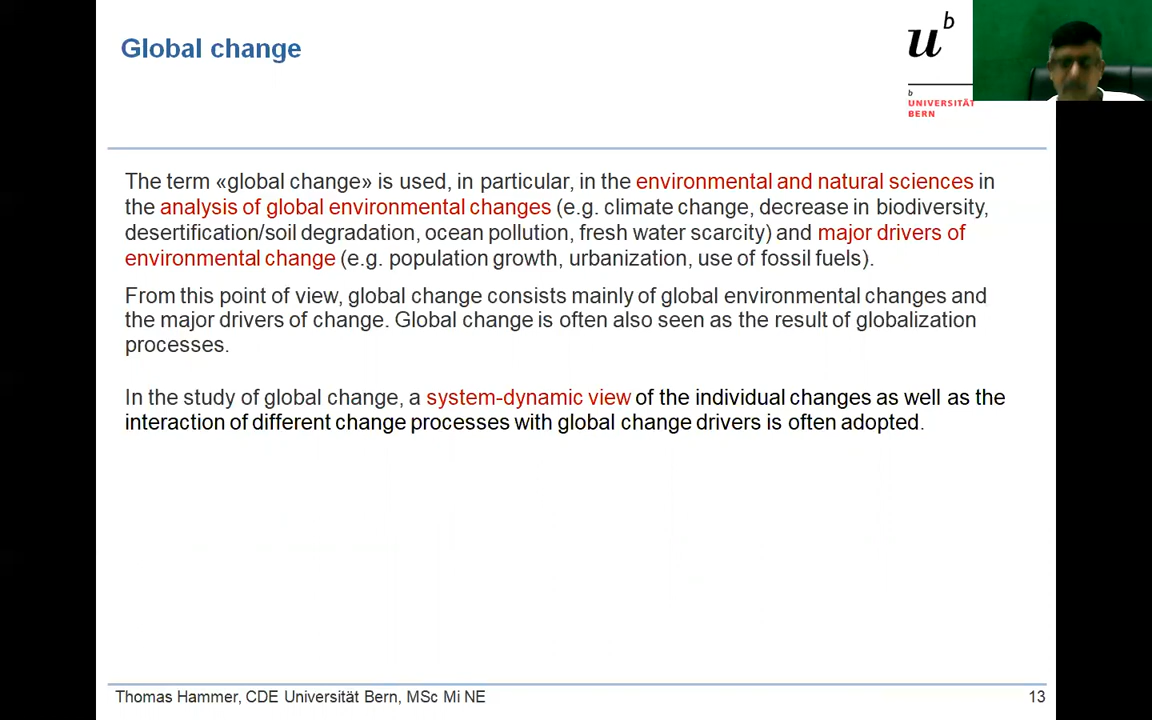 Global change
u b
b
UNIVERSITÄT
BERN
The term «global change» is used, in particular, in the environmental and natural sciences in
the analysis of global environmental changes (e.g. climate change, decrease in biodiversity,
desertification/soil degradation, ocean pollution, fresh water scarcity) and major drivers of
environmental change (e.g. population growth, urbanization, use of fossil fuels).
From this point of view, global change consists mainly of global environmental changes and
the major drivers of change. Global change is often also seen as the result of globalization
processes.
In the study of global change, a system-dynamic view of the individual changes as well as the
interaction of different change processes with global change drivers is often adopted.
Thomas Hammer, CDE Universität Bern, MSc Mi NE
13